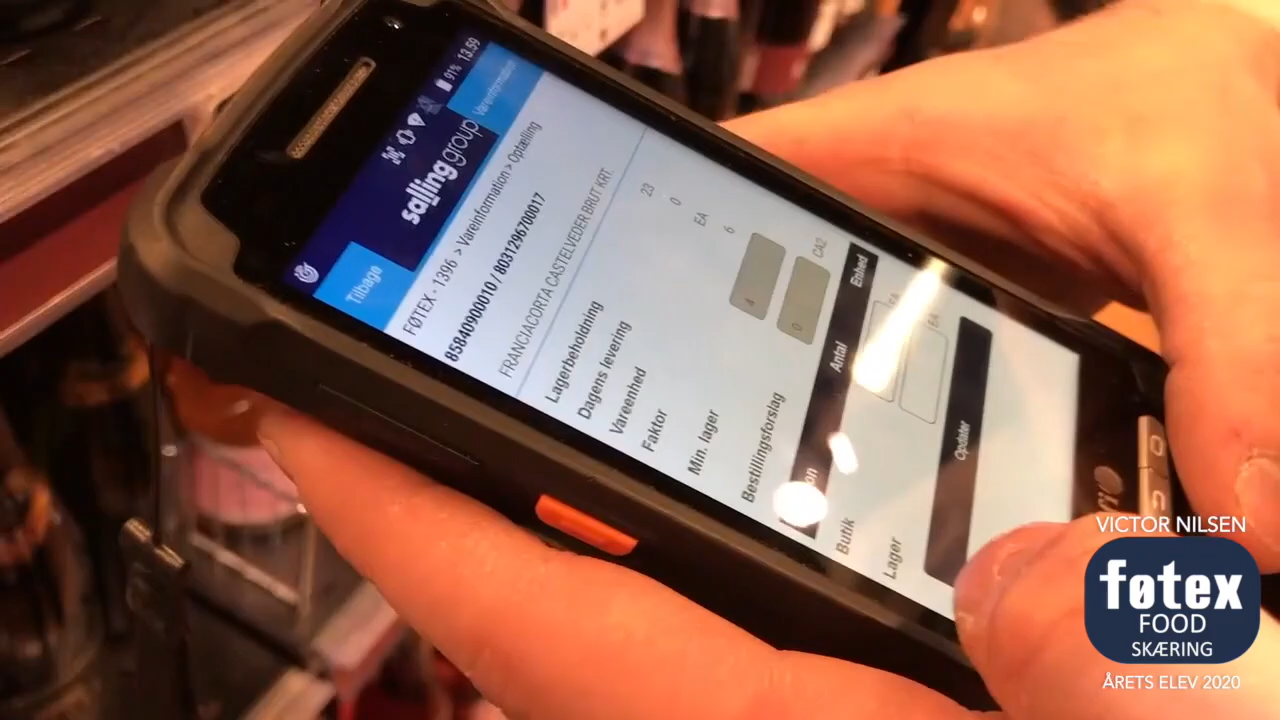 91% 13.59
Tilbage
salling group
Vareinformation
FØTEX - 1396 > Vareinformation > Optælling
85840900010 / 8031296700017
FRANCIACORTA CASTELVEDER BRUT KRT.
Lagerbeholdning 23
Dagens levering 0
Vareenhed EA
Faktor 6
Min. lager 4
Bestillingsforslag 0 CA2
Antal Enhed
Butik EA
Lager EA
Opdater
VICTOR NILSEN
føtex
FOOD
SKÆRING
ÅRETS ELEV 2020